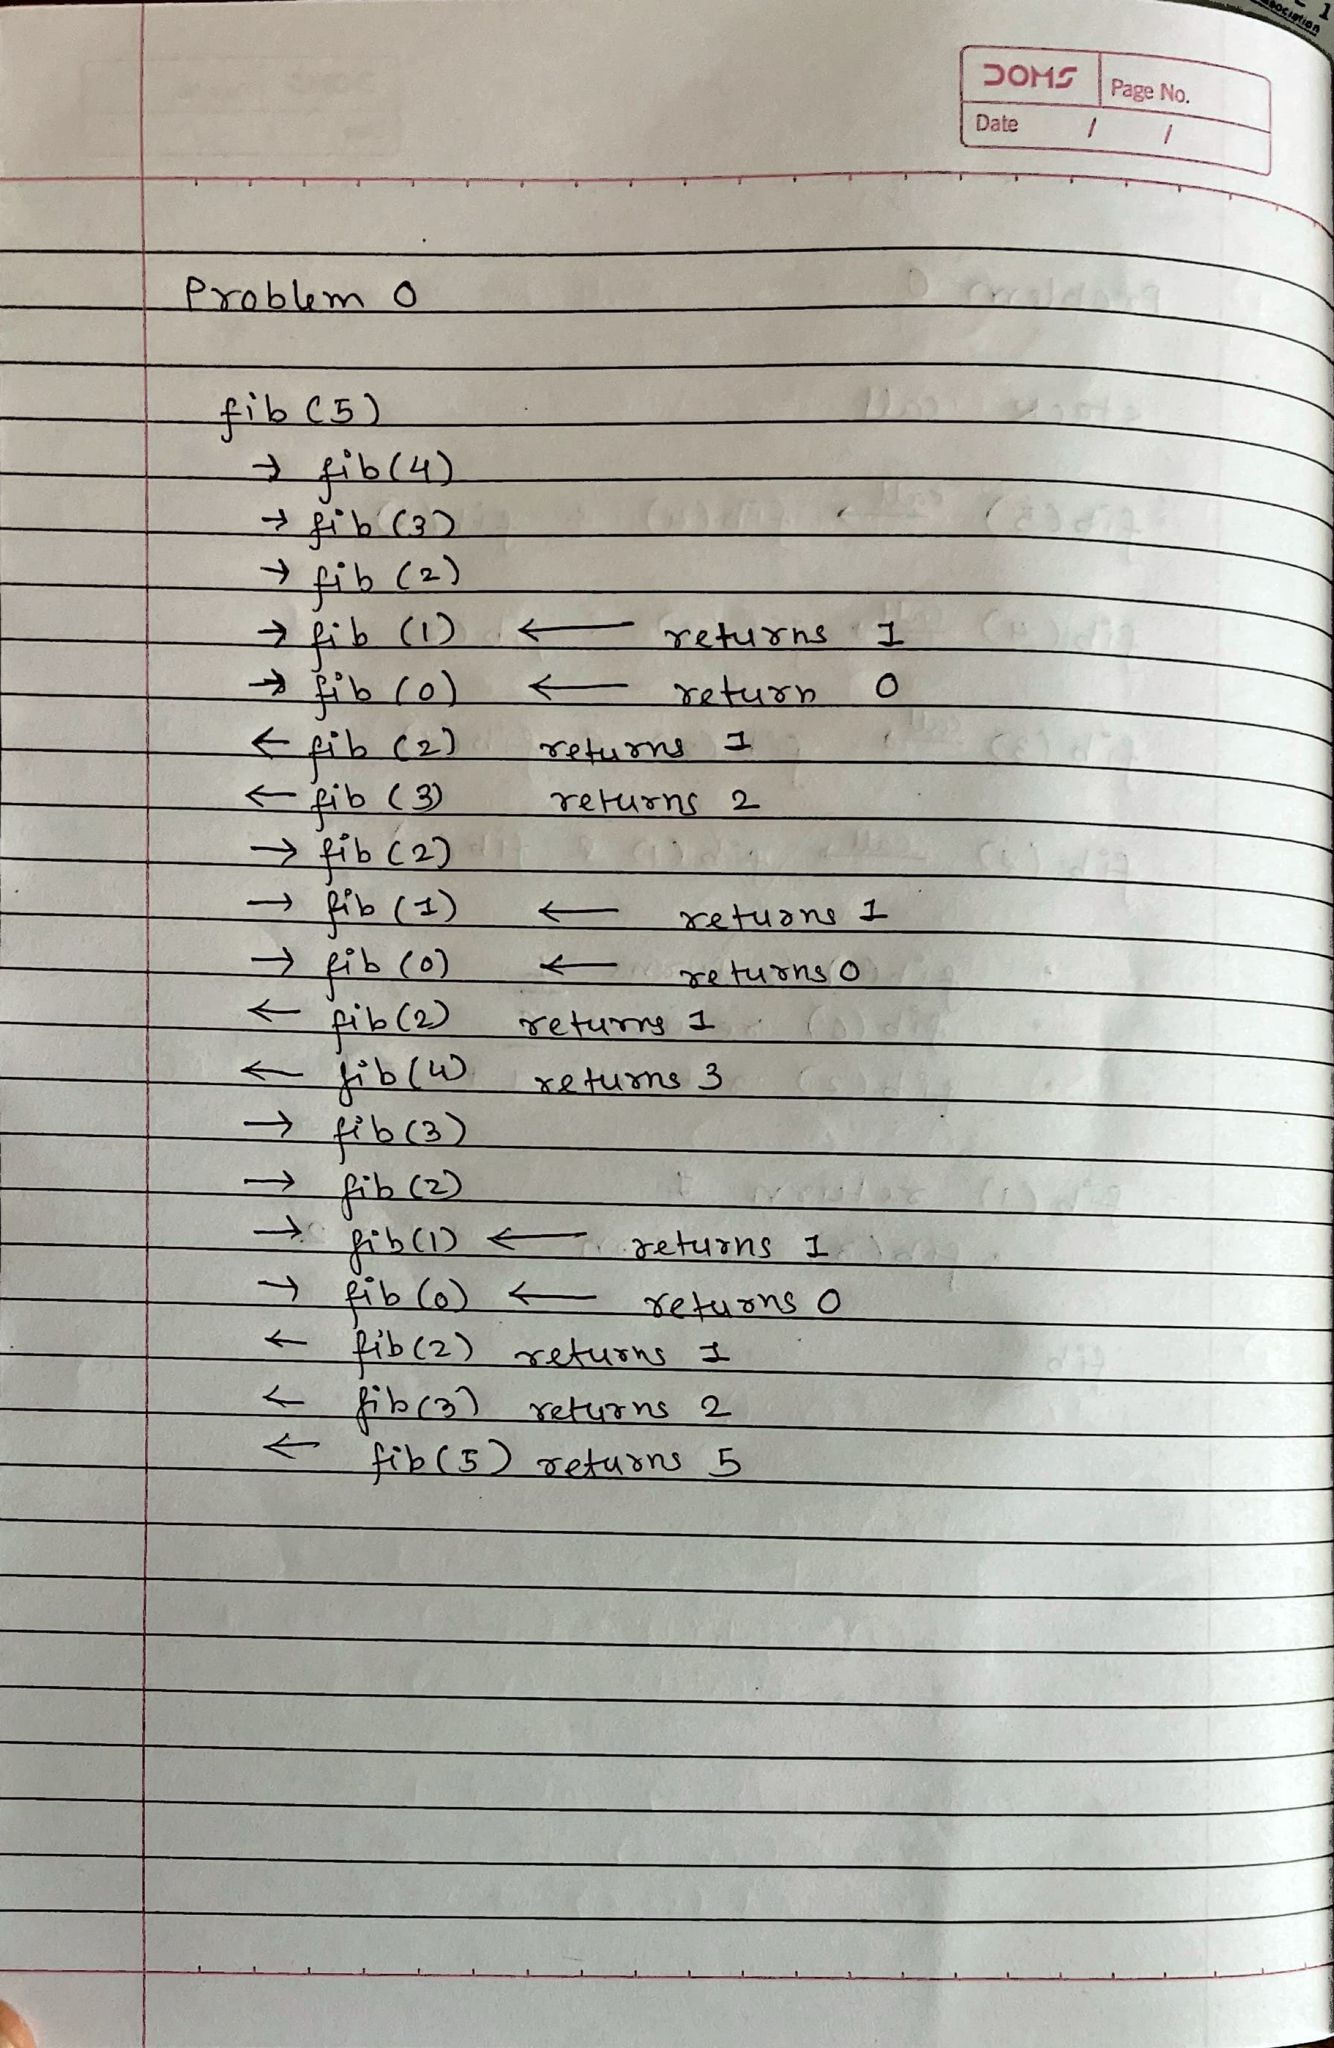 DOMS Page No.
Date / /
Problem 0
fib (5)
→ fib (4)
→ fib (3)
→ fib (2)
→ fib (1) ← returns 1
→ fib (0) ← return 0
← fib (2) returns 1
← fib (3) returns 2
→ fib (2)
→ fib (1) ← returns 1
→ fib (0) ← returns 0
← fib (2) returns 1
← fib (4) returns 3
→ fib (3)
→ fib (2)
→ fib (1) ← returns 1
→ fib (0) ← returns 0
← fib (2) returns 1
← fib (3) returns 2
← fib (5) returns 5